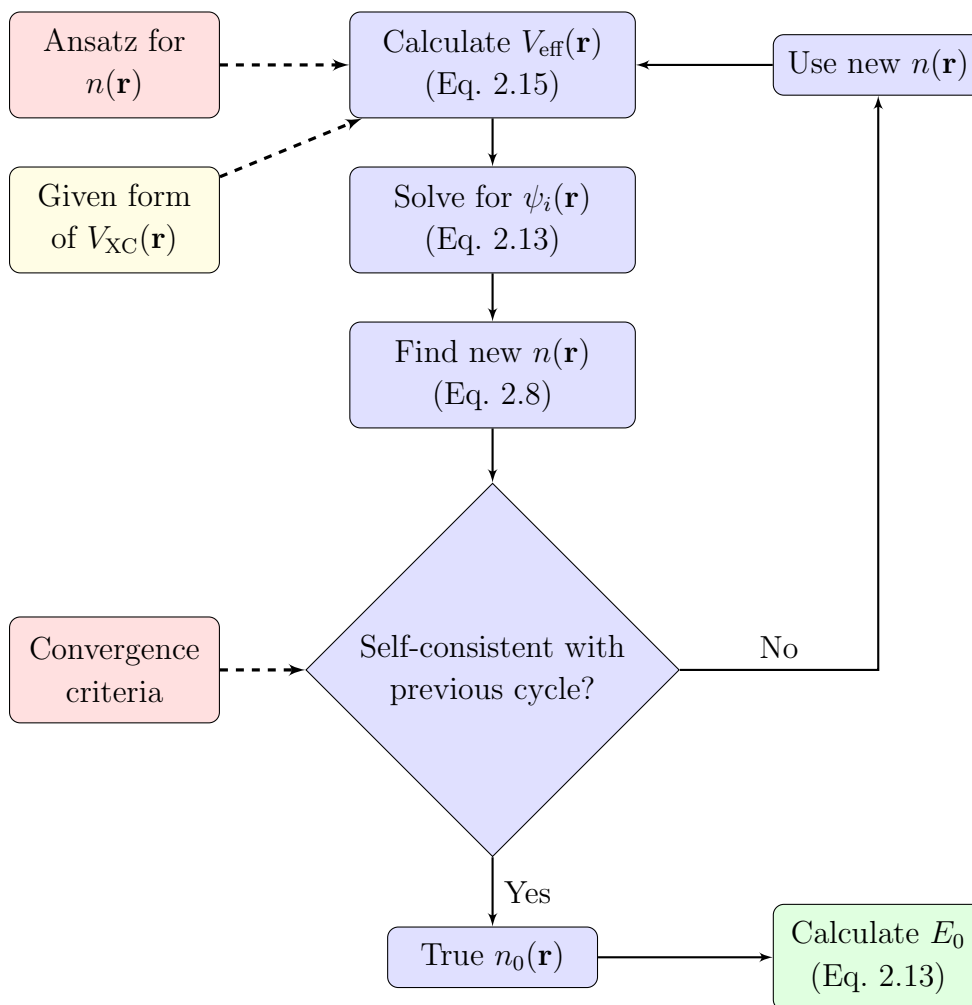 Ansatz for
n(𝐫)
Calculate V_eff(𝐫)
(Eq. 2.15)
Use new n(𝐫)
Given form
of V_XC(𝐫)
Solve for ψ_i(𝐫)
(Eq. 2.13)
Find new n(𝐫)
(Eq. 2.8)
Convergence
criteria
Self-consistent with
previous cycle?
No
Yes
True n_0(𝐫)
Calculate E_0
(Eq. 2.13)